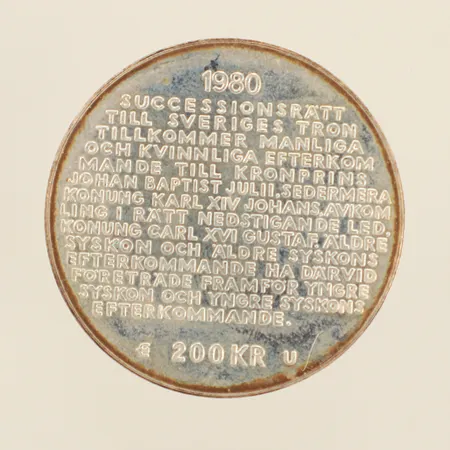 1980
SUCCESSIONSRÄTT
TILL SVERIGES TRON
TILLKOMMER MANLIGA
OCH KVINNLIGA EFTERKOM
MANDE TILL KRONPRINS
JOHAN BAPTIST JULII. SEDERMERA
KONUNG KARL XIV JOHANS, AVKOM
LING I RÄTT NEDSTIGANDE LED.
KONUNG CARL XVI GUSTAF. ÄLDRE
SYSKON OCH ÄLDRE SYSKONS
EFTERKOMMANDE HA DÄRVID
FÖRETRÄDE FRAMFÖR YNGRE
SYSKON OCH YNGRE SYSKONS
EFTERKOMMANDE.
200 KR U